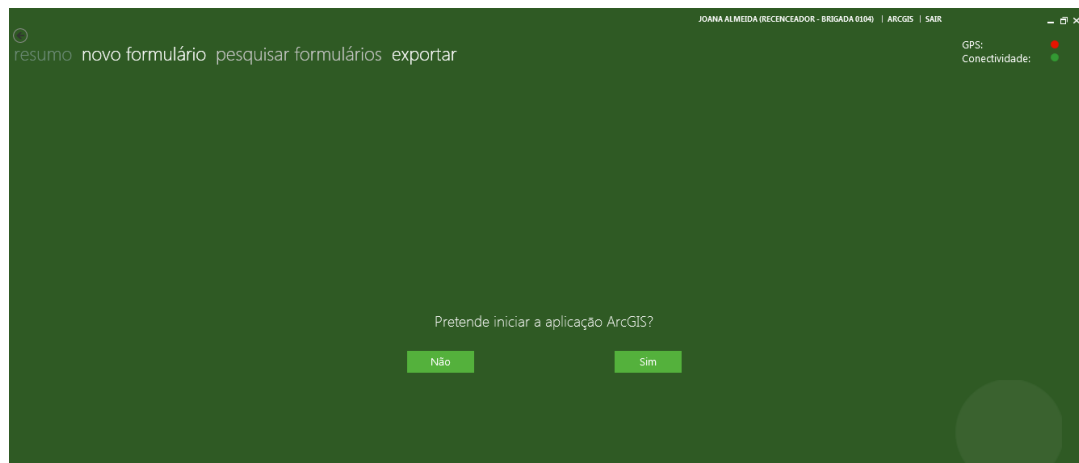 JOANA ALMEIDA (RECENCEADOR - BRIGADA 0104) | ARCGIS | SAIR
resumo novo formulário pesquisar formulários exportar
GPS:
Conectividade:
Pretende iniciar a aplicação ArcGIS?
Não Sim